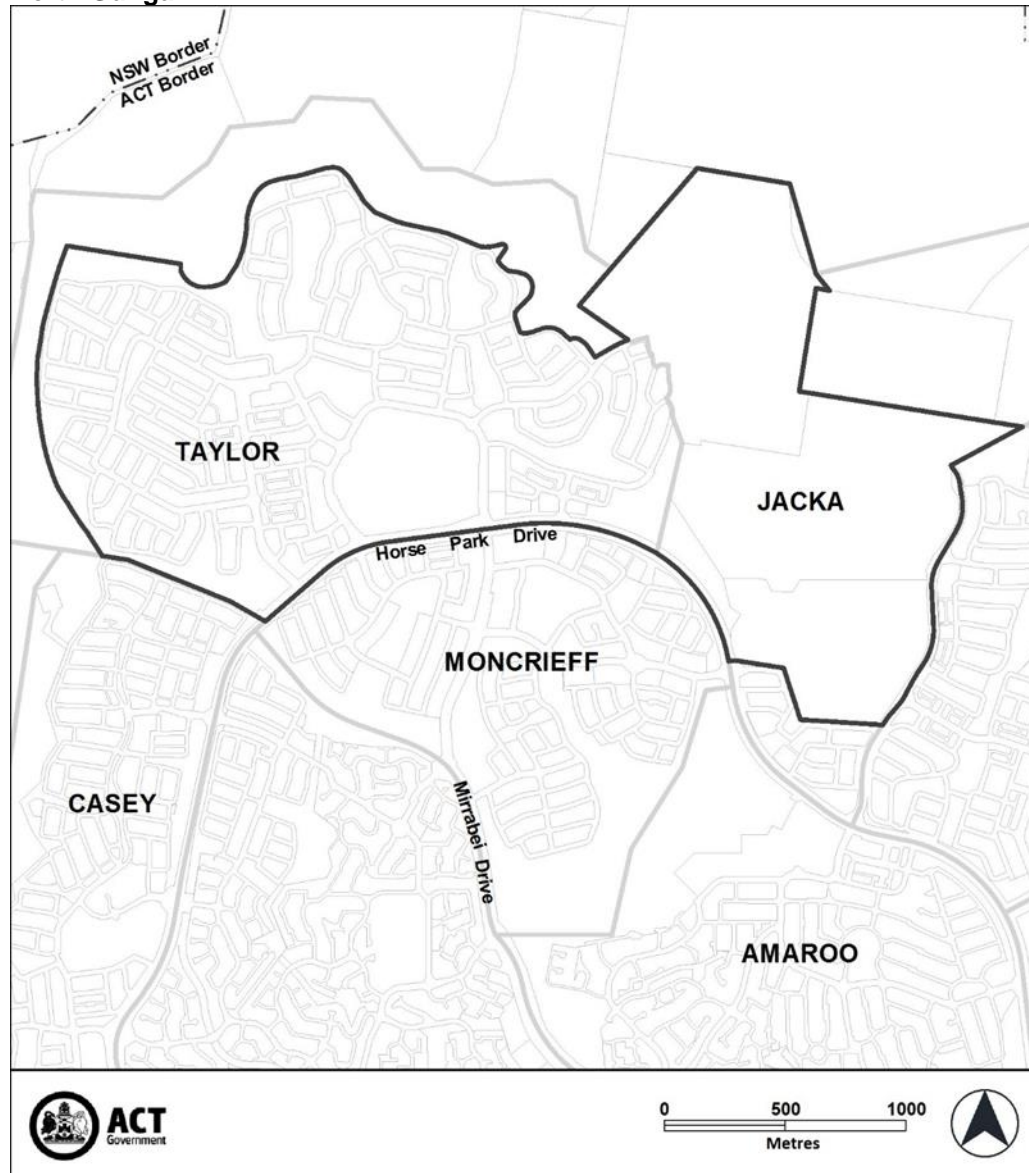 NSW Border
ACT Border
TAYLOR
JACKA
Horse Park Drive
MONCRIEFF
CASEY
Mirrabei Drive
AMAROO
ACT
Government
0 500 1000
Metres